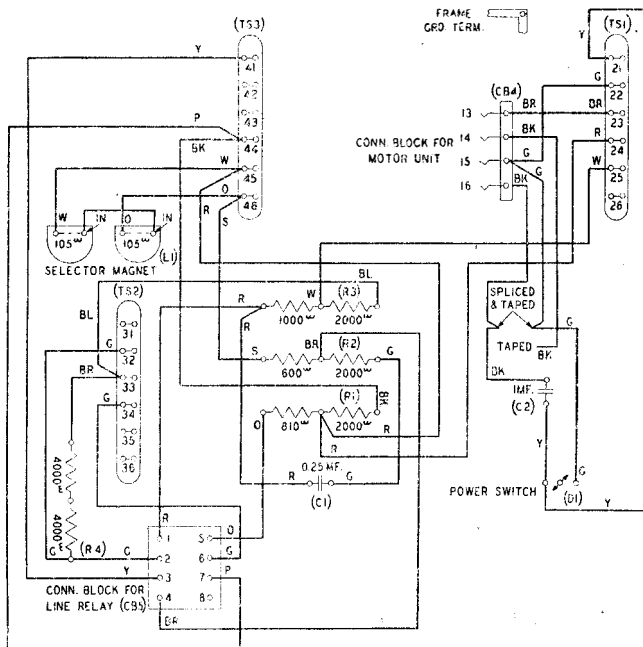 (TS3)
FRAME
GRD. TERM.
(TS1)
Y
Y
41
21
G
42
22
(CB4)
13
BR
BR
43
23
P
14
BK
R
BK
44
24
CONN. BLOCK FOR
MOTOR UNIT
15
G
W
45
W
25
G
O
16
BK
R
S
46
26
W
IN
O
IN
105ω
105ω
(L1)
SELECTOR MAGNET
(TS2)
BL
SPLICED
& TAPED
R
W
(R3)
31
BL
1000ω
2000ω
G
R
G
32
BR
(R2)
TAPED
BK
BR
33
S
G
600ω
2000ω
BK
G
34
(R1)
BK
1MF.
(C2)
O
35
810ω
2000ω
R
36
R
Y
G
4000ω
0.25 MF.
R
G
(C1)
POWER SWITCH
(D1)
Y
4000ω
R
1
5
O
G
(R4)
G
2
6
G
Y
3
7
P
CONN. BLOCK FOR
LINE RELAY (CB5)
4
8
BR